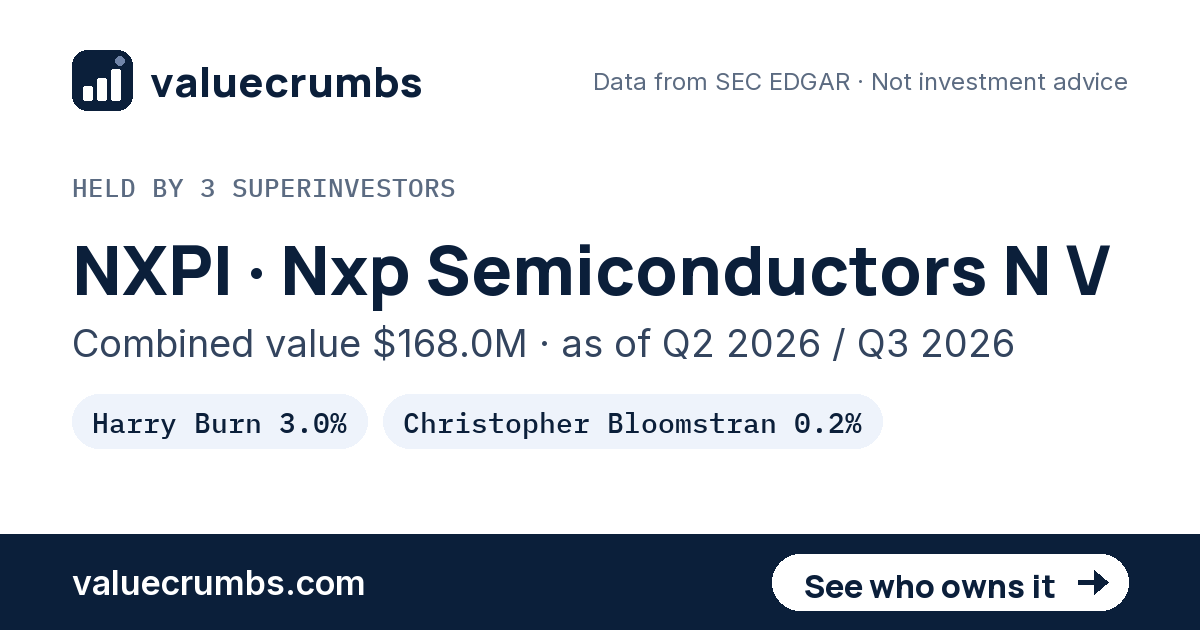 valuecrumbs
Data from SEC EDGAR · Not investment advice
HELD BY 3 SUPERINVESTORS
NXPI · Nxp Semiconductors N V
Combined value $168.0M · as of Q2 2026 / Q3 2026
Harry Burn 3.0% Christopher Bloomstran 0.2%
valuecrumbs.com
See who owns it →